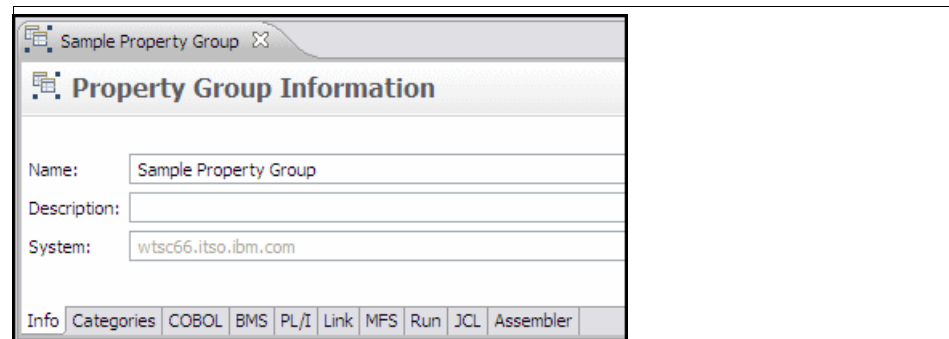 Sample Property Group
Property Group Information
Name: Sample Property Group
Description:
System: wtsc66.itso.ibm.com
Info Categories COBOL BMS PL/I Link MFS Run JCL Assembler